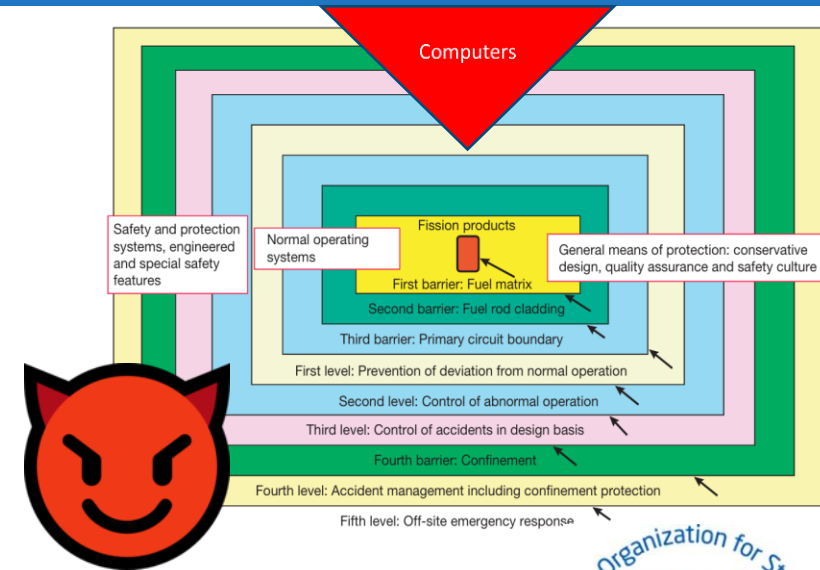 Computers
Fission products
Safety and protection
systems, engineered
and special safety
features
Normal operating
systems
General means of protection: conservative
design, quality assurance and safety culture
First barrier: Fuel matrix
Second barrier: Fuel rod cladding
Third barrier: Primary circuit boundary
First level: Prevention of deviation from normal operation
Second level: Control of abnormal operation
Third level: Control of accidents in design basis
Fourth barrier: Confinement
Fourth level: Accident management including confinement protection
Fifth level: Off-site emergency response
Organization for